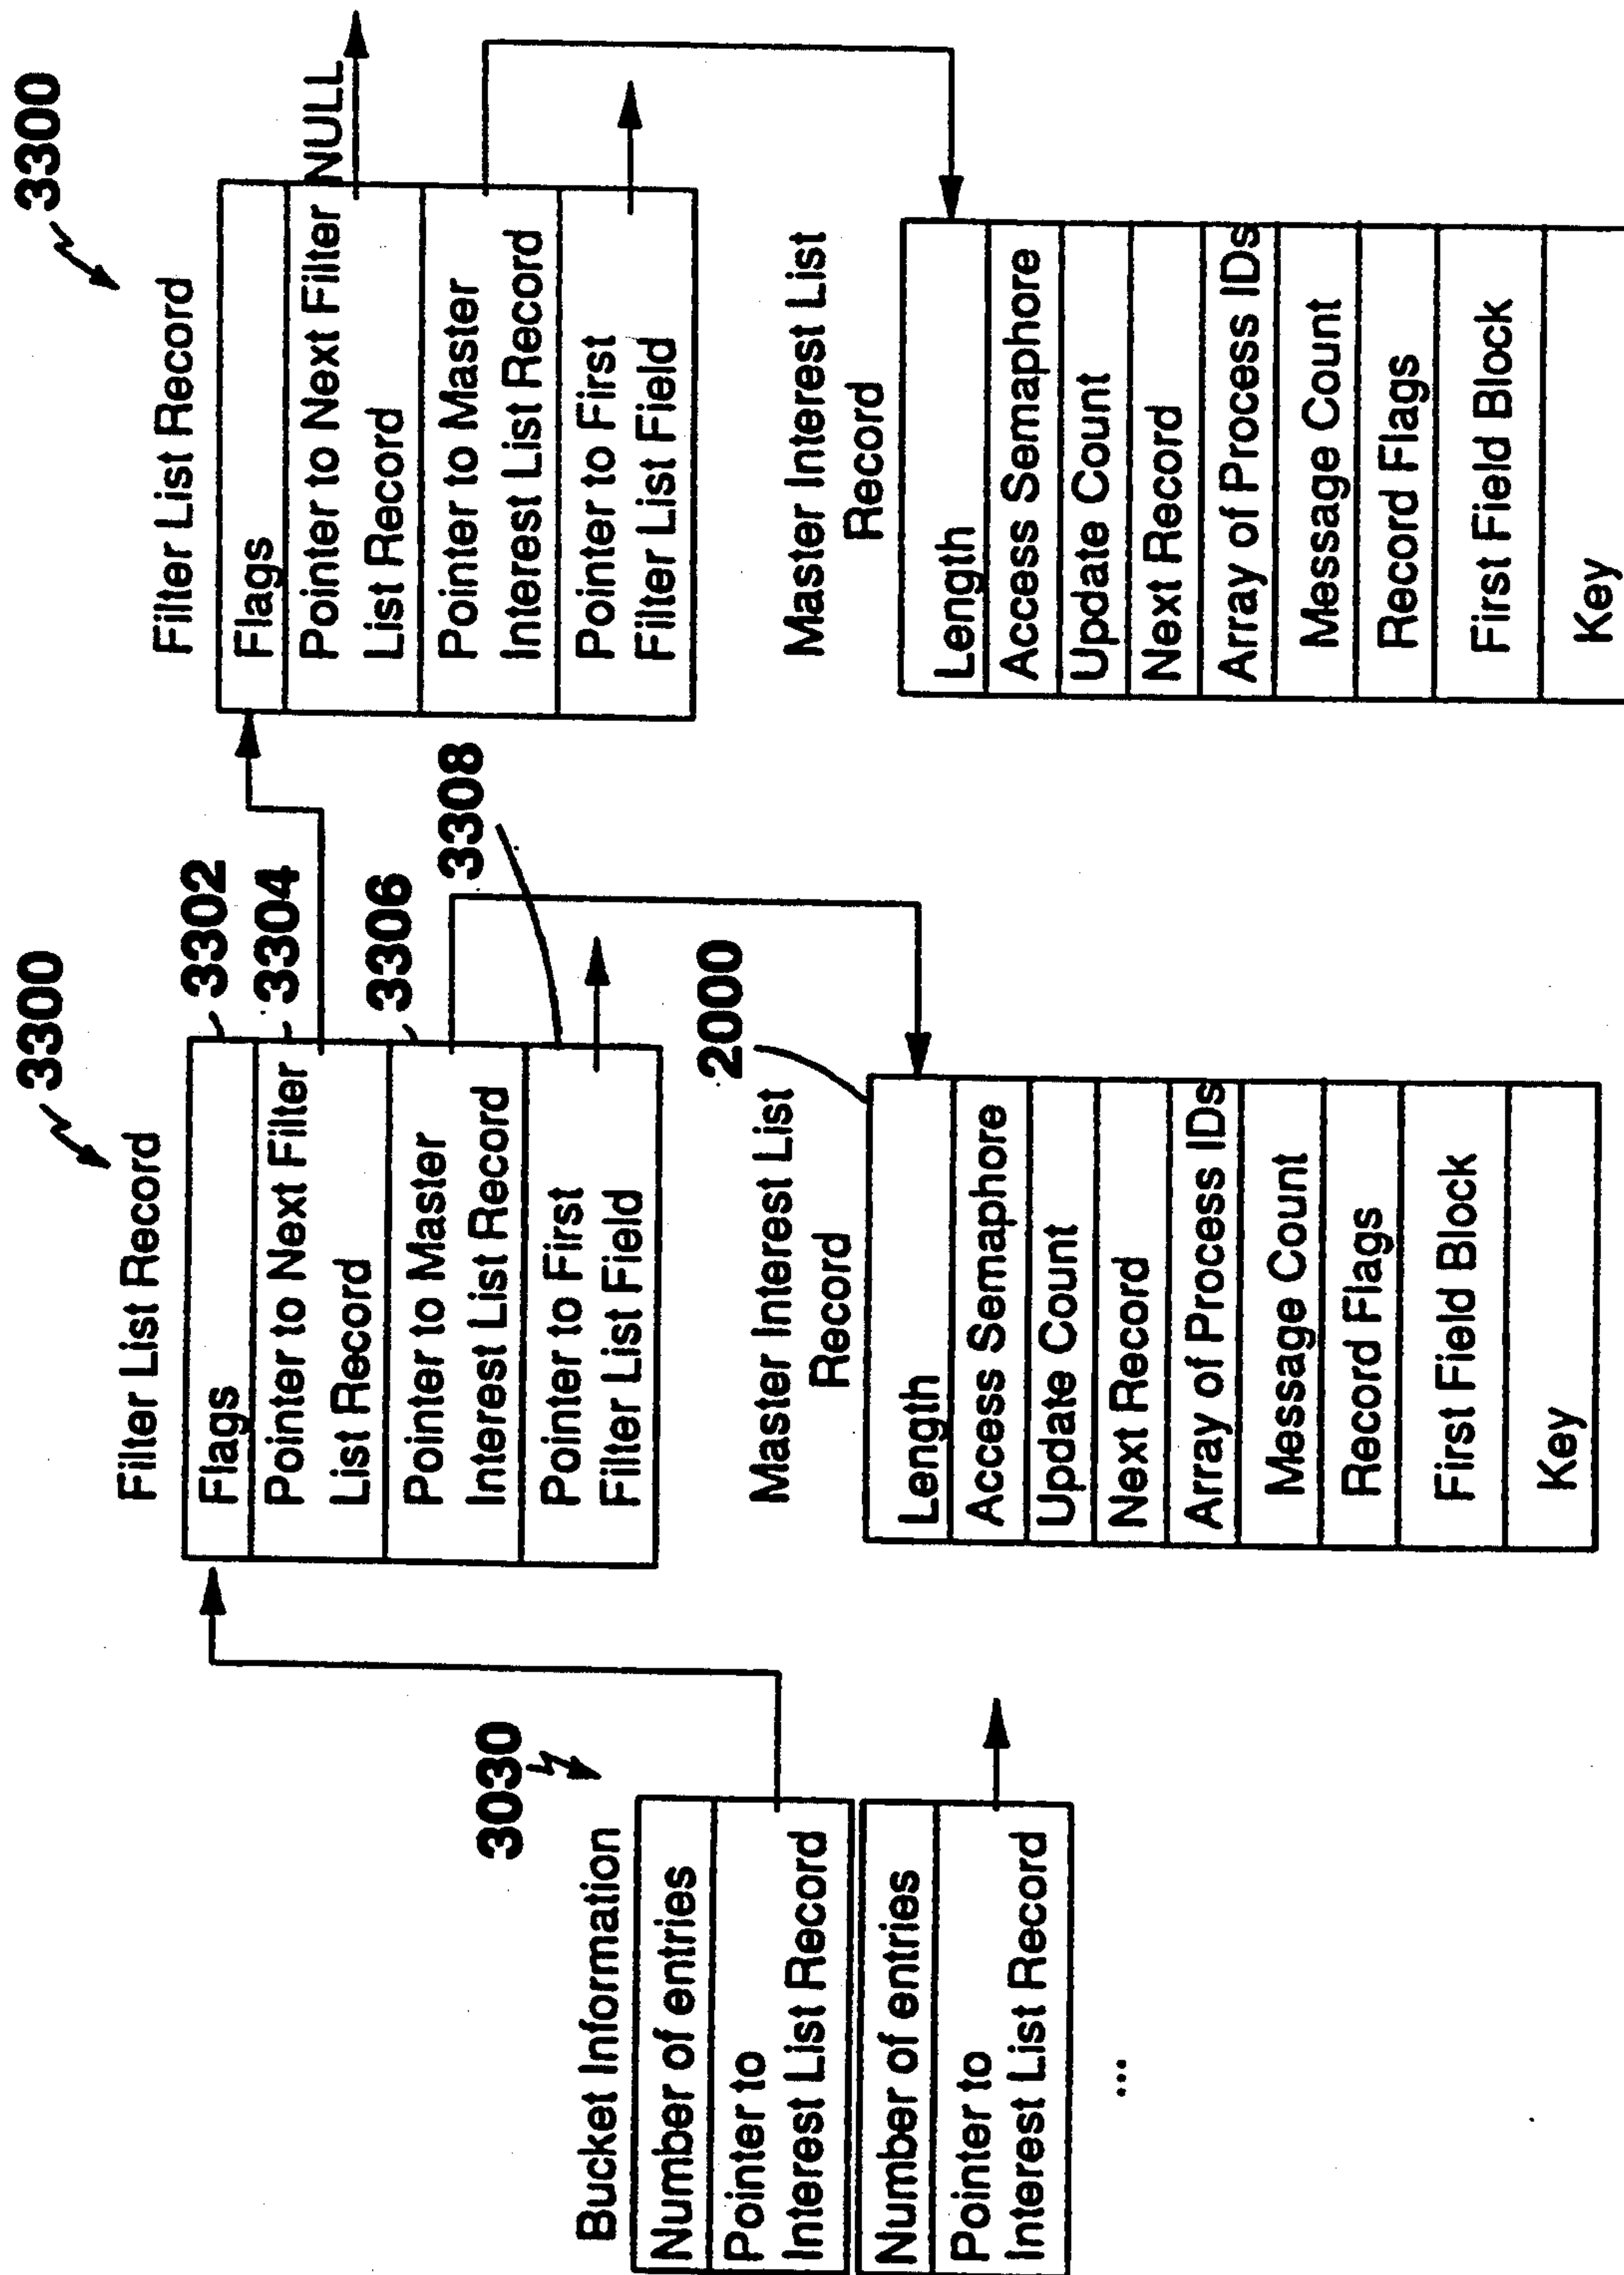 3030
Bucket Information
Number of entries
Pointer to
Interest List Record
Number of entries
Pointer to
Interest List Record
...
3300
Filter List Record
3302
3304
3306
3308
Flags
Pointer to Next Filter
List Record
Pointer to Master
Interest List Record
Pointer to First
Filter List Field
2000
Master Interest List
Record
Length
Access Semaphore
Update Count
Next Record
Array of Process IDs
Message Count
Record Flags
First Field Block
Key
3300
Filter List Record
Flags
Pointer to Next Filter
List Record
NULL
Pointer to Master
Interest List Record
Pointer to First
Filter List Field
Master Interest List
Record
Length
Access Semaphore
Update Count
Next Record
Array of Process IDs
Message Count
Record Flags
First Field Block
Key